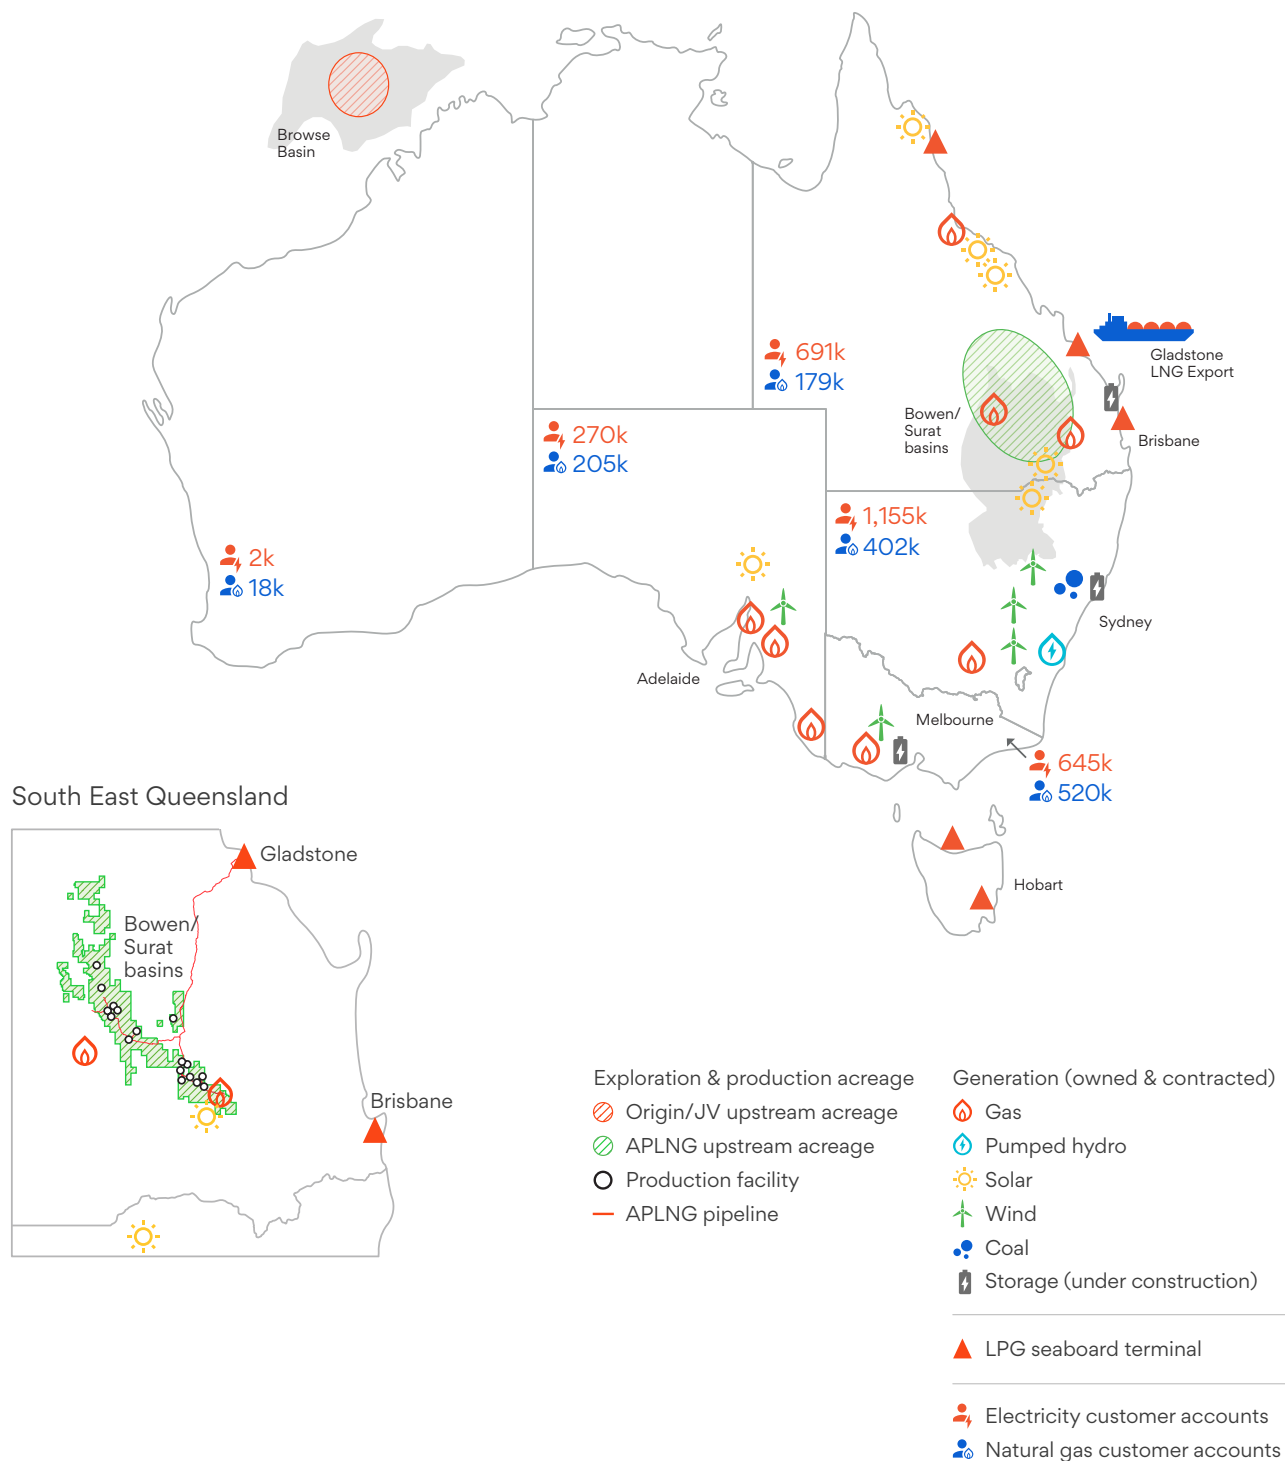 Browse
Basin
691k
179k
Gladstone
LNG Export
Bowen/
Surat
basins
Brisbane
270k
205k
1,155k
402k
2k
18k
Sydney
Adelaide
Melbourne
645k
520k
Hobart
South East Queensland
Gladstone
Bowen/
Surat
basins
Brisbane
Exploration & production acreage
Origin/JV upstream acreage
APLNG upstream acreage
Production facility
APLNG pipeline
Generation (owned & contracted)
Gas
Pumped hydro
Solar
Wind
Coal
Storage (under construction)
LPG seaboard terminal
Electricity customer accounts
Natural gas customer accounts